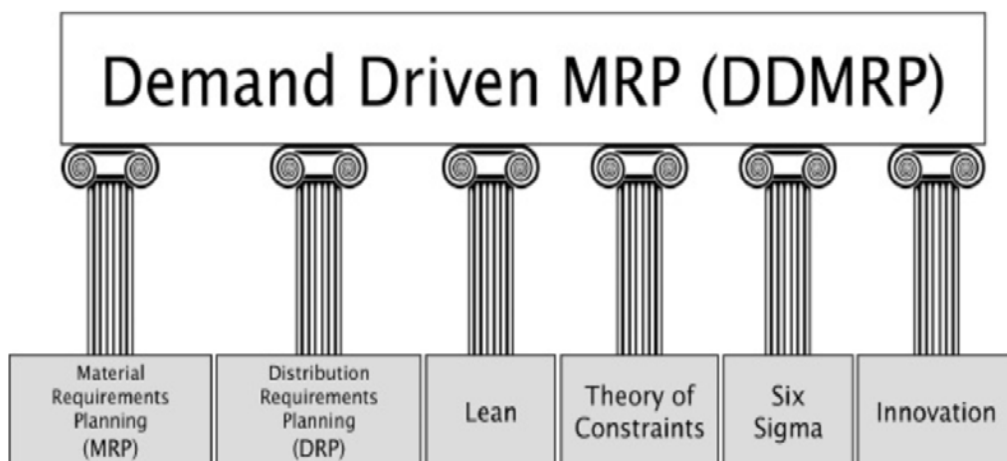 Demand Driven MRP (DDMRP)
Material
Requirements
Planning
(MRP)
Distribution
Requirements
Planning
(DRP)
Lean
Theory of
Constraints
Six
Sigma
Innovation